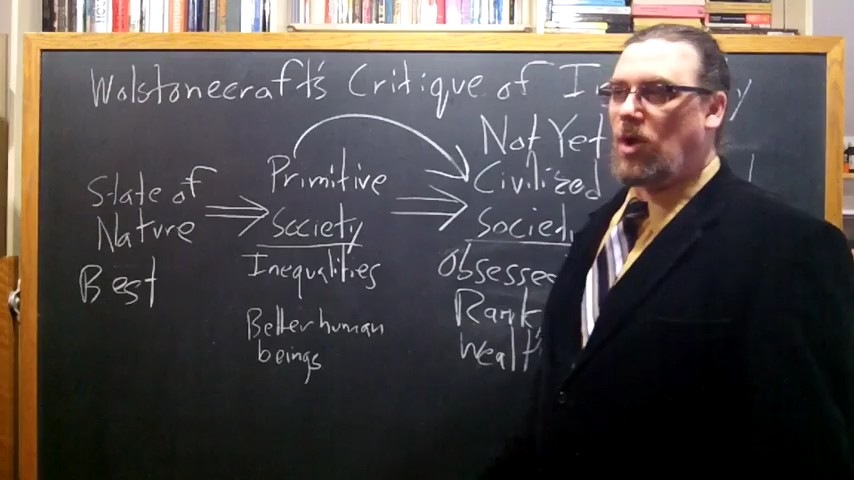 Wolstonecraft's Critique of
State of
Nature
Best
Primitive
Society
Inequalities
Better human
beings
Not Yet
Civilized
Societ
Obsessed
Rank
Wealt